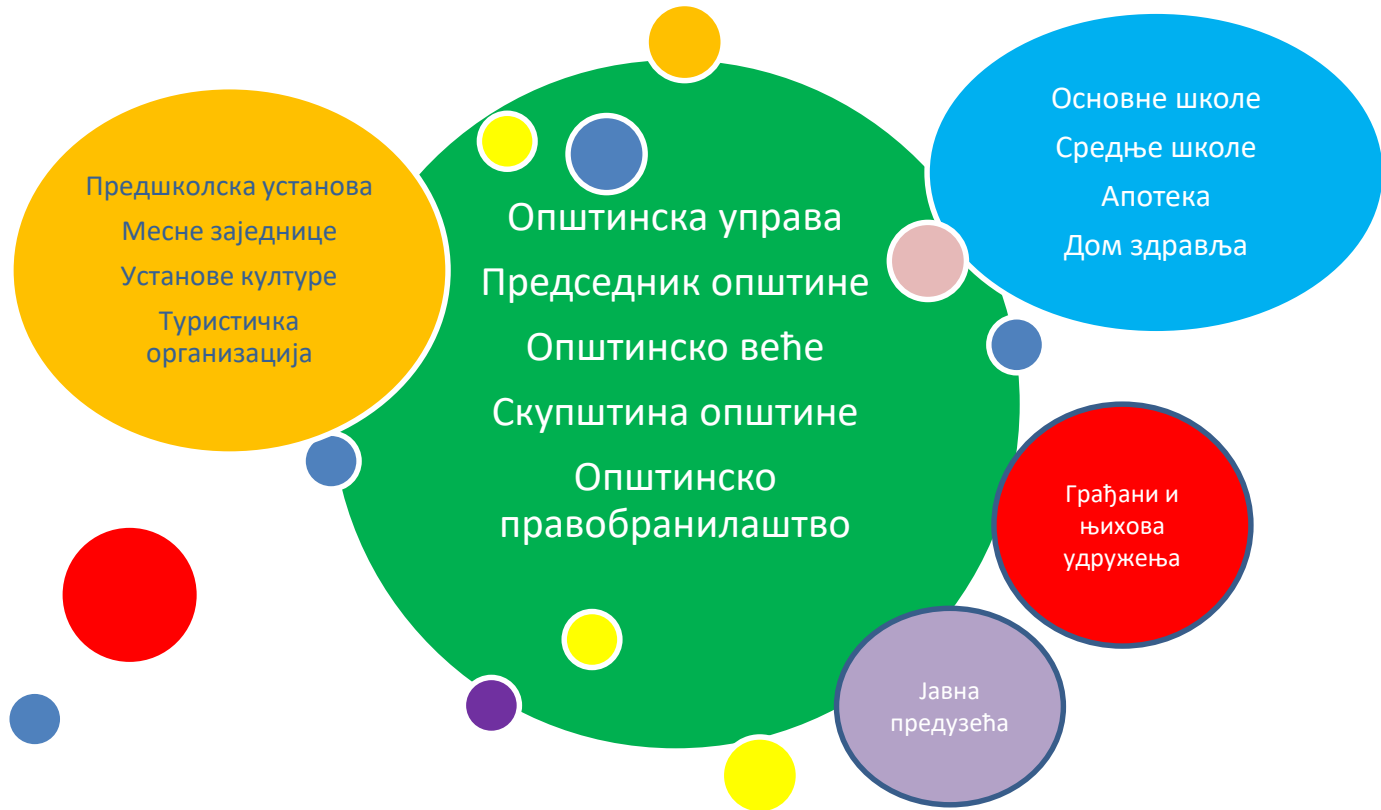 Предшколска установа
Месне заједнице
Установе културе
Туристичка
организација
Општинска управа
Председник општине
Општинско веће
Скупштина општине
Општинско
правобранилаштво
Основне школе
Средње школе
Апотека
Дом здравља
Грађани и
њихова
удружења
Јавна
предузећа